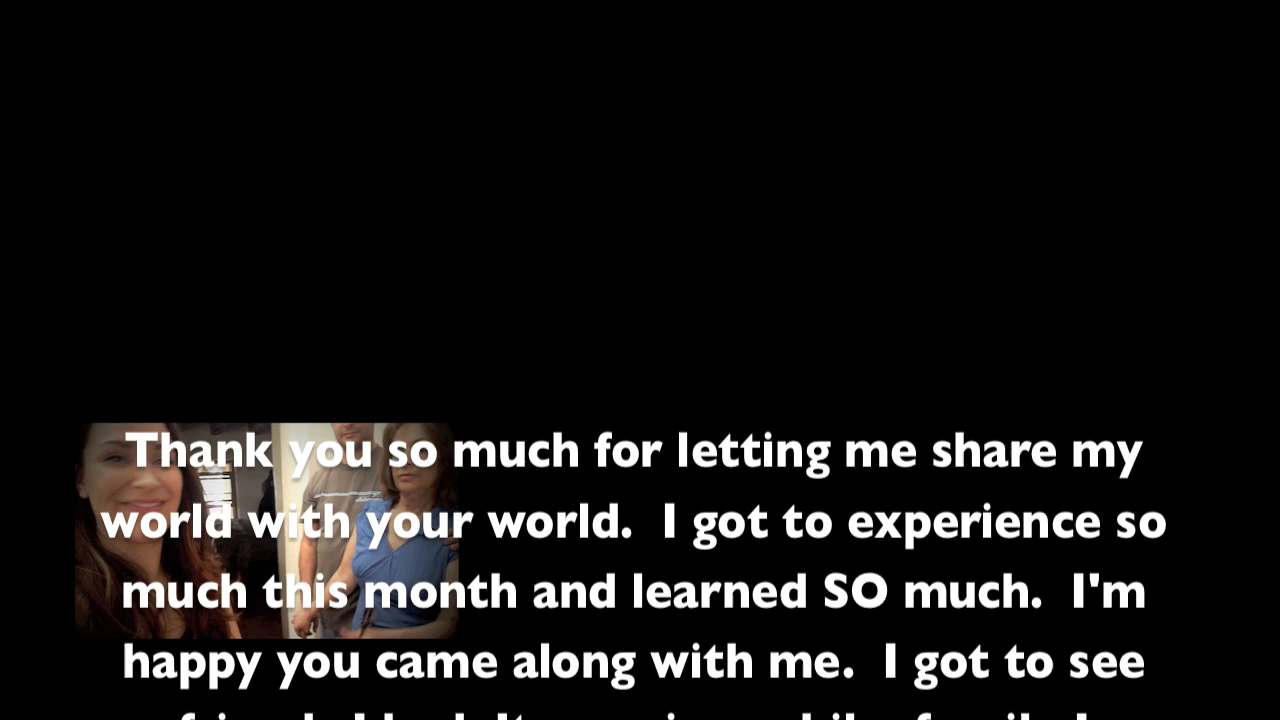 Thank you so much for letting me share my
world with your world.  I got to experience so
much this month and learned SO much.  I'm
happy you came along with me.  I got to see